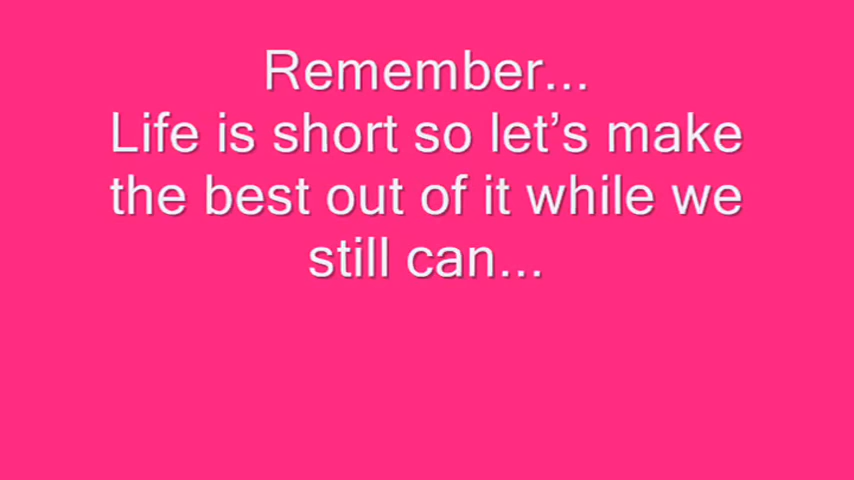 Remember...
Life is short so let’s make
the best out of it while we
still can...